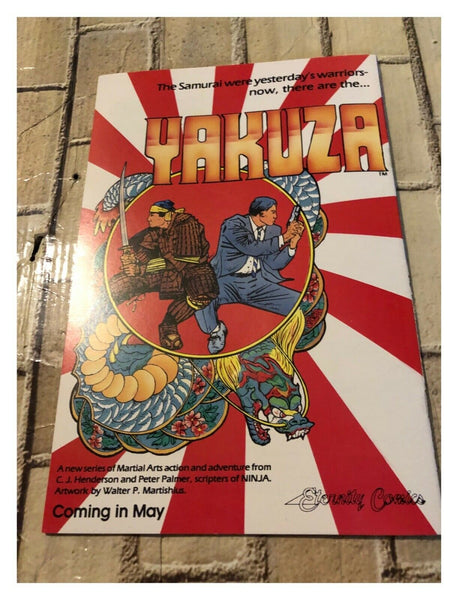 The Samurai were yesterday's warriors-
now, there are the...
YAKUZA
TM
A new series of Martial Arts action and adventure from
C. J. Henderson and Peter Palmer, scripters of NINJA.
Artwork by Walter P. Martishius.
Coming in May
Eternity Comics